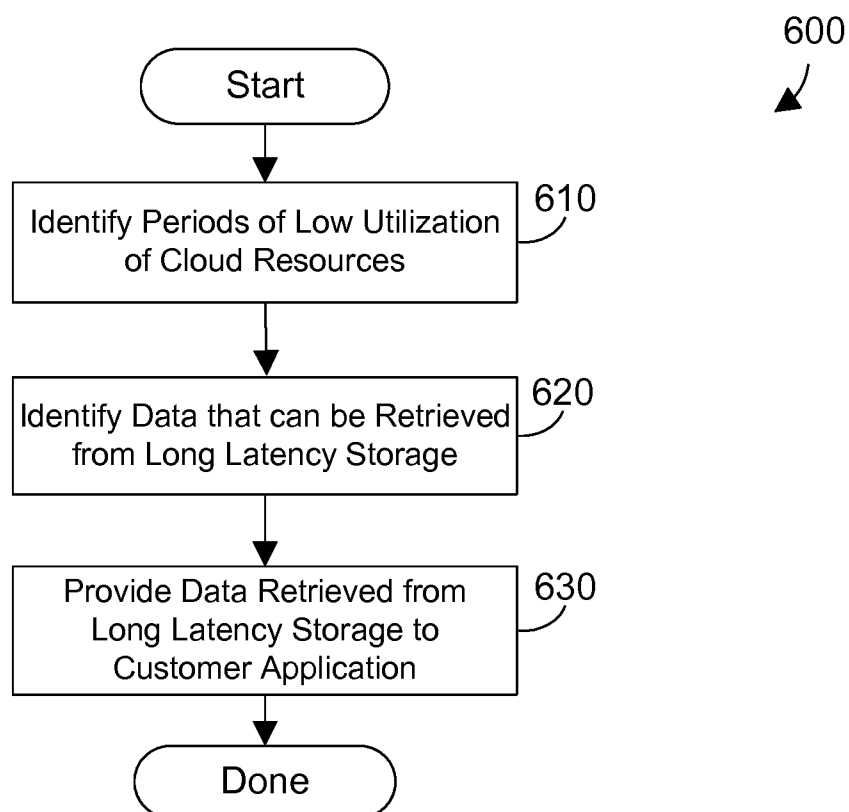 600
Start
610
Identify Periods of Low Utilization
of Cloud Resources
620
Identify Data that can be Retrieved
from Long Latency Storage
630
Provide Data Retrieved from
Long Latency Storage to
Customer Application
Done